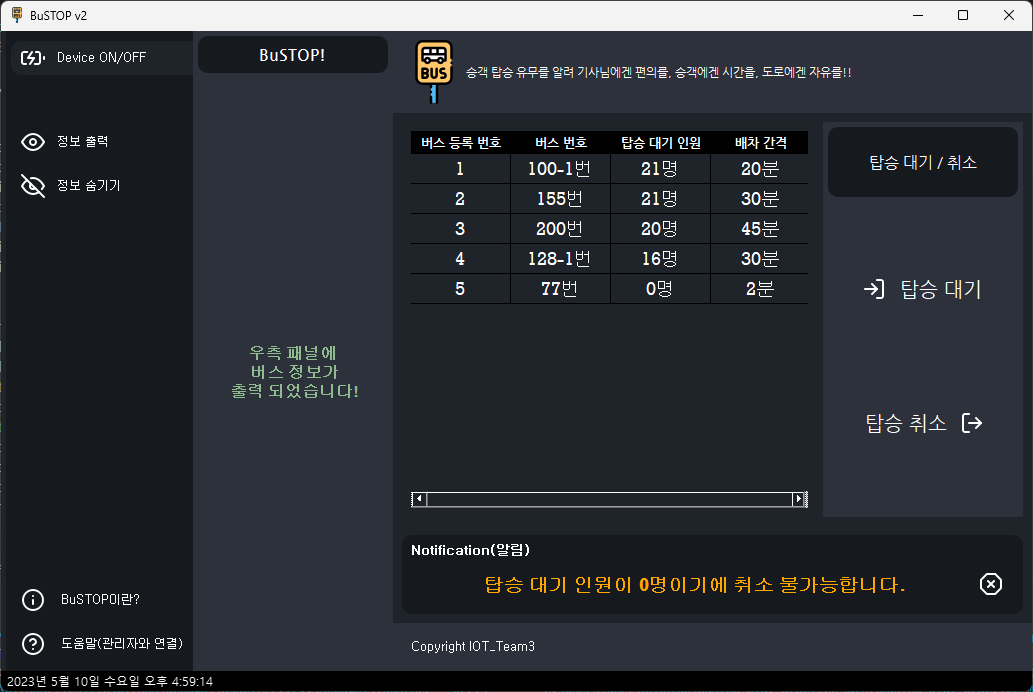 BuSTOP v2
Device ON/OFF
정보 출력
정보 숨기기
BuSTOP이란?
도움말(관리자와 연결)
BuSTOP!
우측 패널에
버스 정보가
출력 되었습니다!
BUS
승객 탑승 유무를 알려 기사님에겐 편의를, 승객에겐 시간을, 도로에겐 자유를!!
버스 등록 번호 버스 번호 탑승 대기 인원 배차 간격
1 100-1번 21명 20분
2 155번 21명 30분
3 200번 20명 45분
4 128-1번 16명 30분
5 77번 0명 2분
탑승 대기 / 취소
탑승 대기
탑승 취소
Notification(알림)
탑승 대기 인원이 0명이기에 취소 불가능합니다.
Copyright IOT_Team3
2023년 5월 10일 수요일 오후 4:59:14